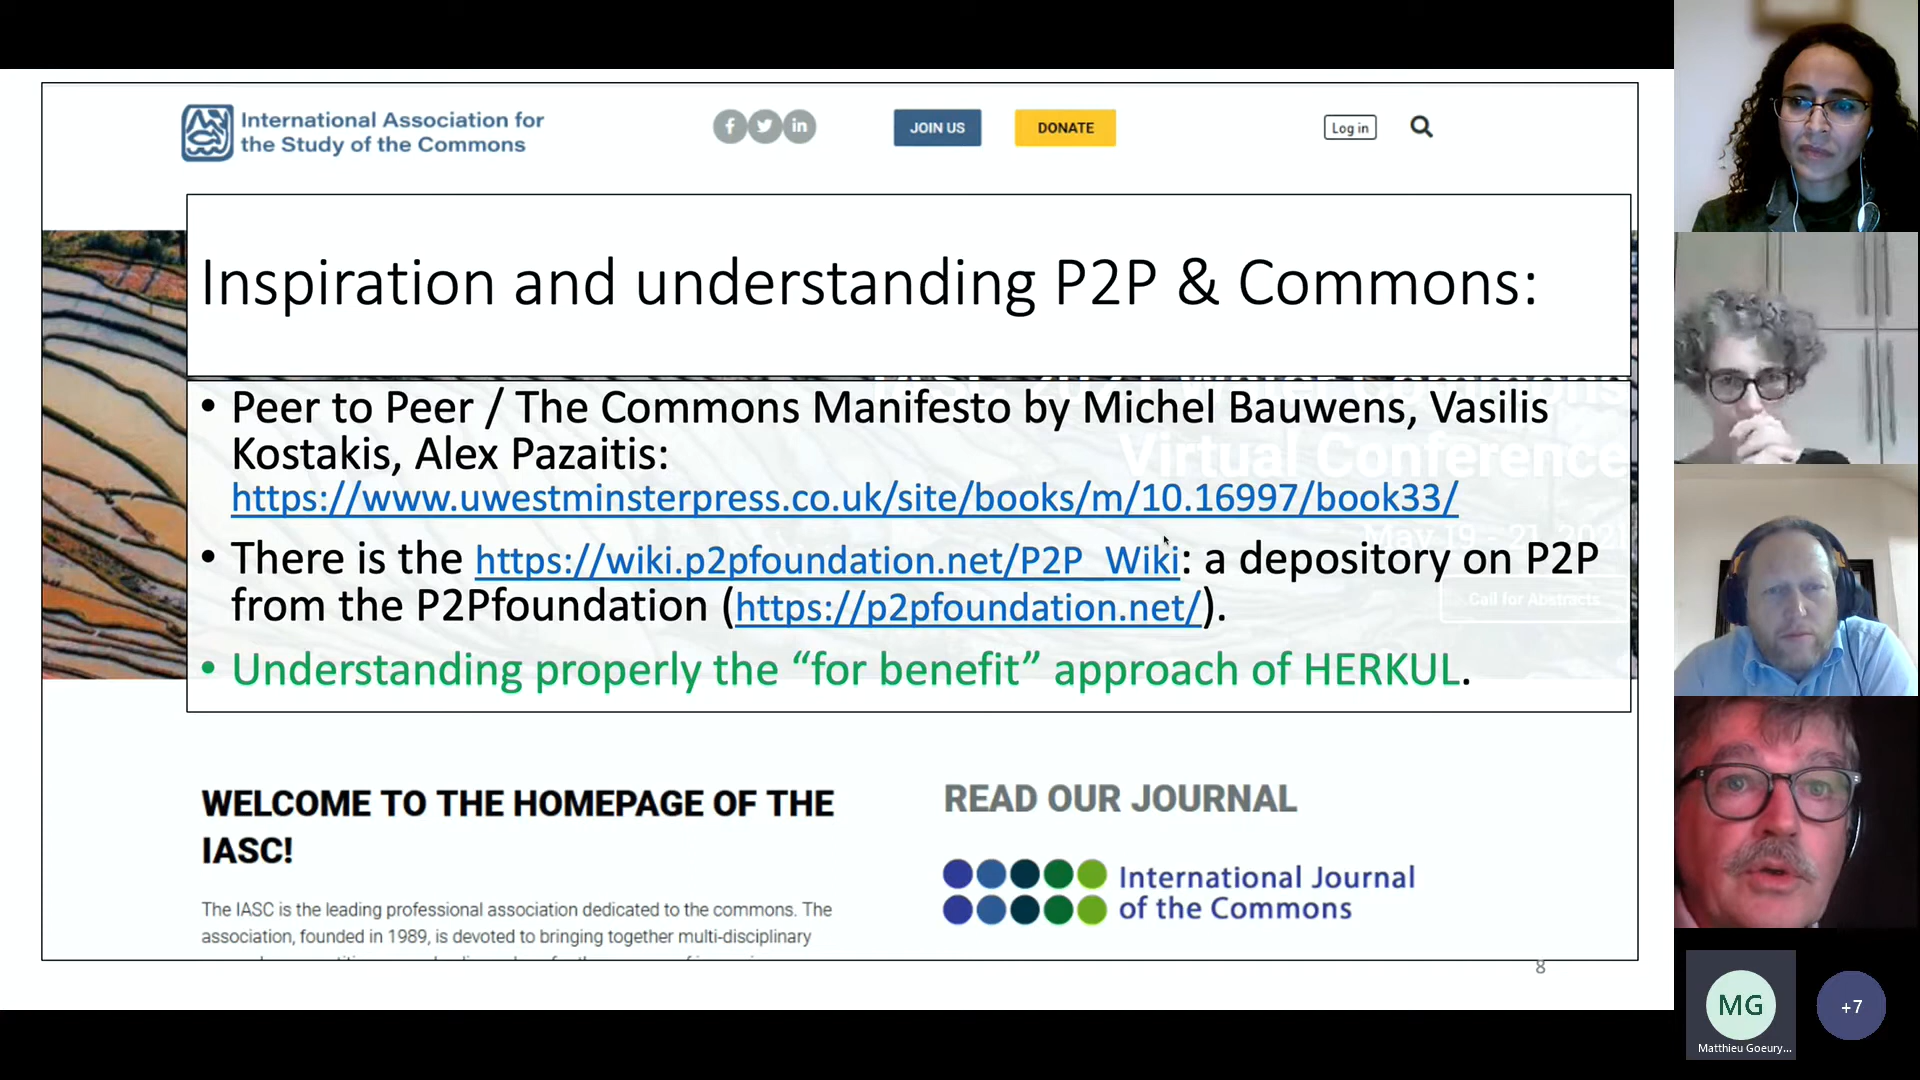 International Association for
the Study of the Commons
JOIN US
DONATE
Log in
Inspiration and understanding P2P & Commons:
• Peer to Peer / The Commons Manifesto by Michel Bauwens, Vasilis
Kostakis, Alex Pazaitis:
https://www.uwestminsterpress.co.uk/site/books/m/10.16997/book33/
Virtual Conference
May 19 - 21, 2021
• There is the https://wiki.p2pfoundation.net/P2P_Wiki: a depository on P2P
from the P2Pfoundation (https://p2pfoundation.net/).
Call for Abstracts
• Understanding properly the “for benefit” approach of HERKUL.
WELCOME TO THE HOMEPAGE OF THE
IASC!
The IASC is the leading professional association dedicated to the commons. The
association, founded in 1989, is devoted to bringing together multi-disciplinary
READ OUR JOURNAL
International Journal
of the Commons
8
MG
Matthieu Goeury...
+7